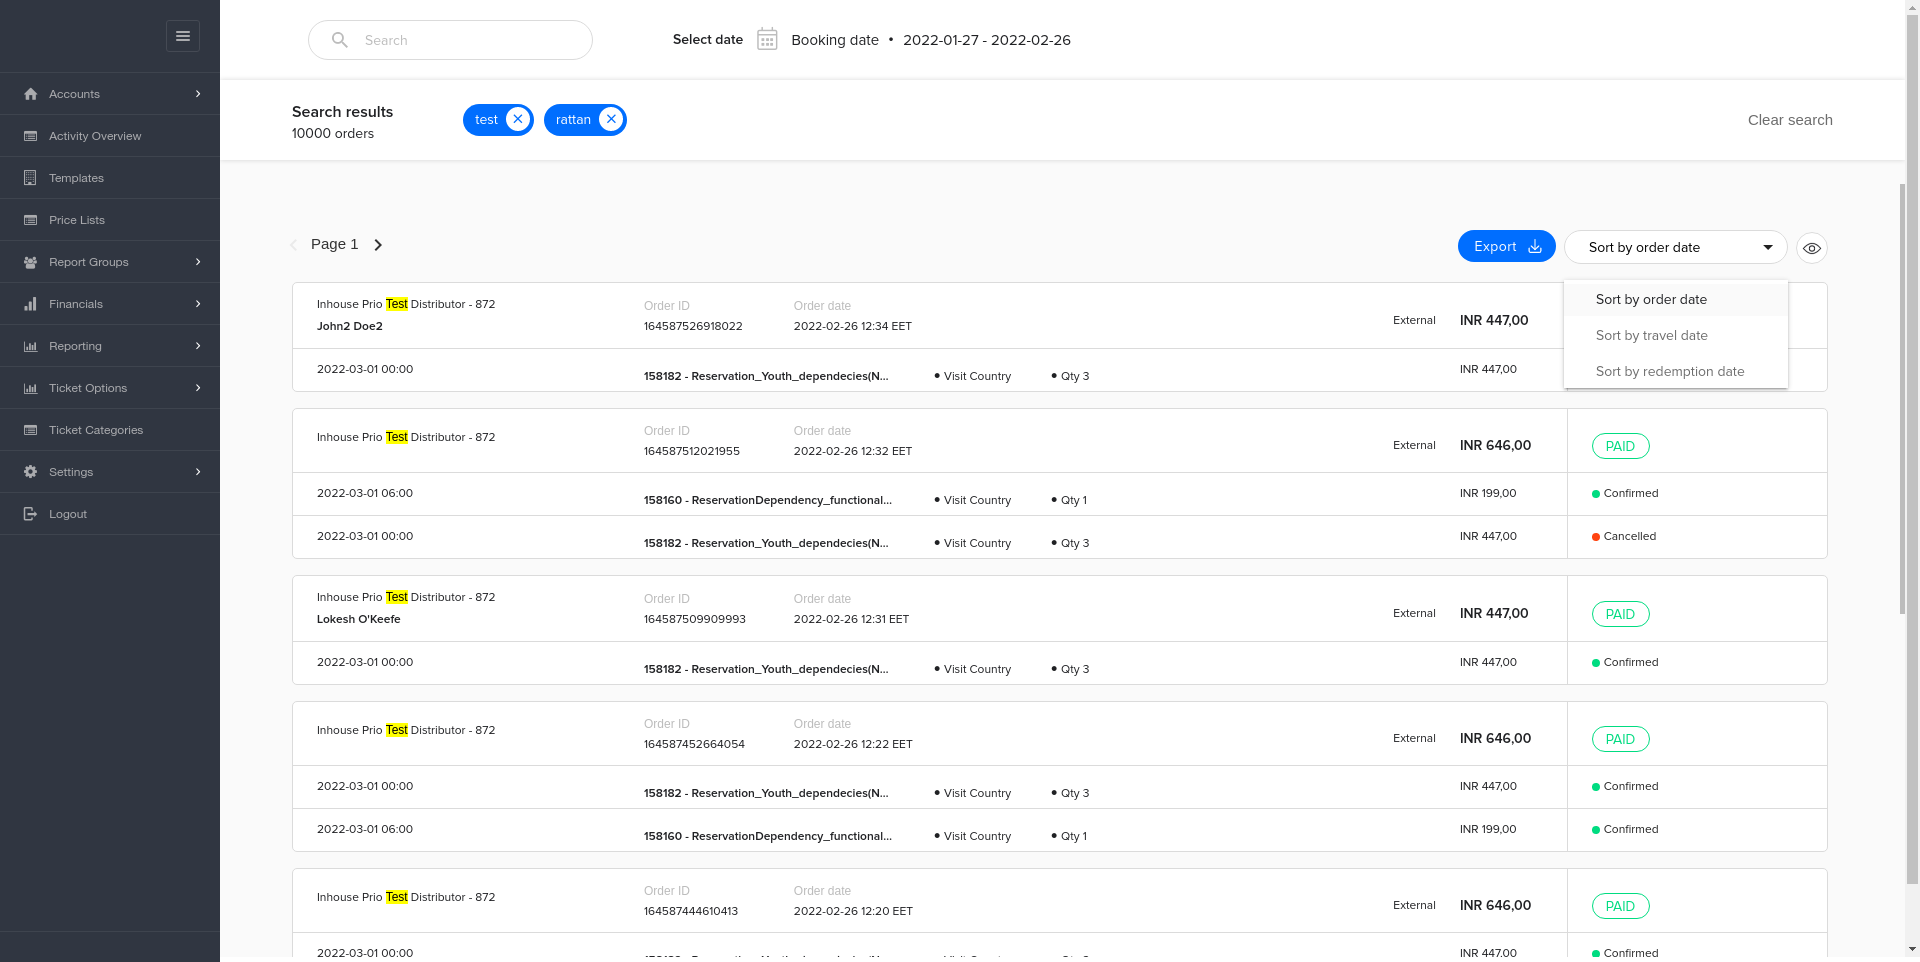 Accounts
Activity Overview
Templates
Price Lists
Report Groups
Financials
Reporting
Ticket Options
Ticket Categories
Settings
Logout
Search
Select date
Booking date • 2022-01-27 - 2022-02-26
Search results
10000 orders
test
rattan
Clear search
Page 1
Export
Sort by order date
Sort by order date
Sort by travel date
Sort by redemption date
Inhouse Prio Test Distributor - 872
John2 Doe2
Order ID
164587526918022
Order date
2022-02-26 12:34 EET
External
INR 447,00
2022-03-01 00:00
158182 - Reservation_Youth_dependecies(N...
• Visit Country
• Qty 3
INR 447,00
Inhouse Prio Test Distributor - 872
Order ID
164587512021955
Order date
2022-02-26 12:32 EET
External
INR 646,00
PAID
2022-03-01 06:00
158160 - ReservationDependency_functional...
• Visit Country
• Qty 1
INR 199,00
Confirmed
2022-03-01 00:00
158182 - Reservation_Youth_dependecies(N...
• Visit Country
• Qty 3
INR 447,00
Cancelled
Inhouse Prio Test Distributor - 872
Lokesh O'Keefe
Order ID
164587509909993
Order date
2022-02-26 12:31 EET
External
INR 447,00
PAID
2022-03-01 00:00
158182 - Reservation_Youth_dependecies(N...
• Visit Country
• Qty 3
INR 447,00
Confirmed
Inhouse Prio Test Distributor - 872
Order ID
164587452664054
Order date
2022-02-26 12:22 EET
External
INR 646,00
PAID
2022-03-01 00:00
158182 - Reservation_Youth_dependecies(N...
• Visit Country
• Qty 3
INR 447,00
Confirmed
2022-03-01 06:00
158160 - ReservationDependency_functional...
• Visit Country
• Qty 1
INR 199,00
Confirmed
Inhouse Prio Test Distributor - 872
Order ID
164587444610413
Order date
2022-02-26 12:20 EET
External
INR 646,00
PAID
2022-03-01 00:00
INR 447,00
Confirmed